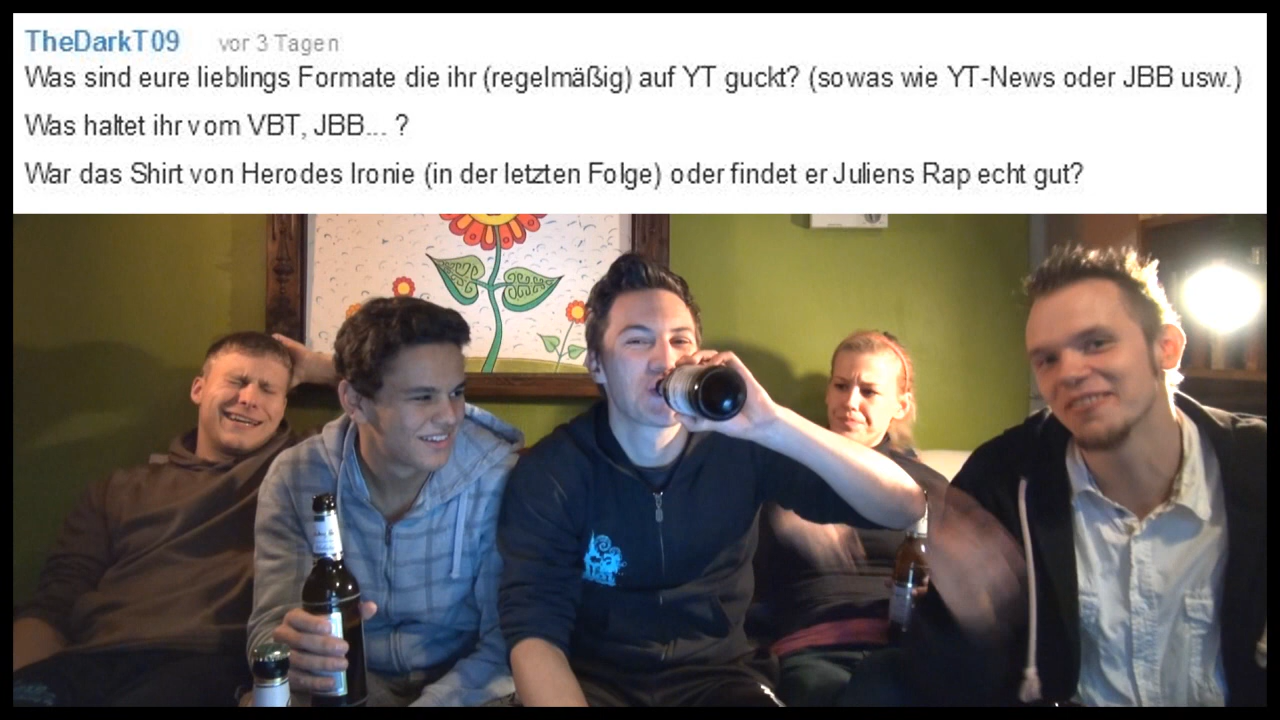 TheDarkT09 vor 3 Tagen
Was sind eure lieblings Formate die ihr (regelmäßig) auf YT guckt? (sowas wie YT-News oder JBB usw.)
Was haltet ihr vom VBT, JBB... ?
War das Shirt von Herodes Ironie (in der letzten Folge) oder findet er Juliens Rap echt gut?